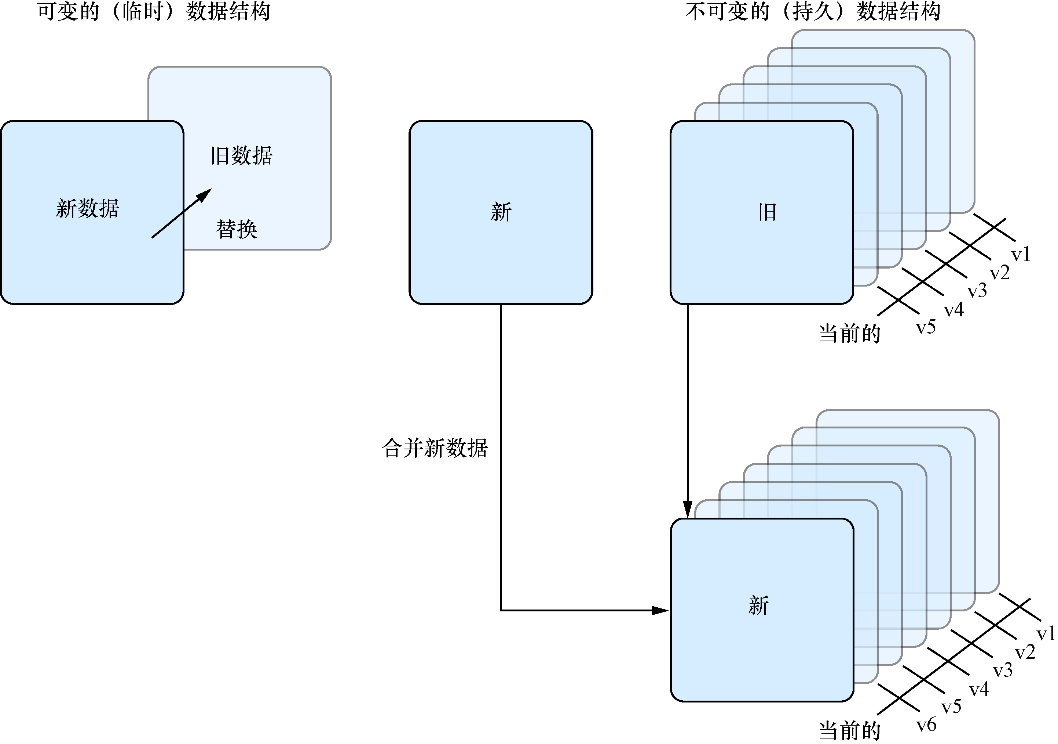 可变的（临时）数据结构
不可变的（持久）数据结构
旧数据
新数据
替换
新
旧
v1
v2
v3
v4
v5
当前的
合并新数据
新
v1
v2
v3
v4
v5
v6
当前的